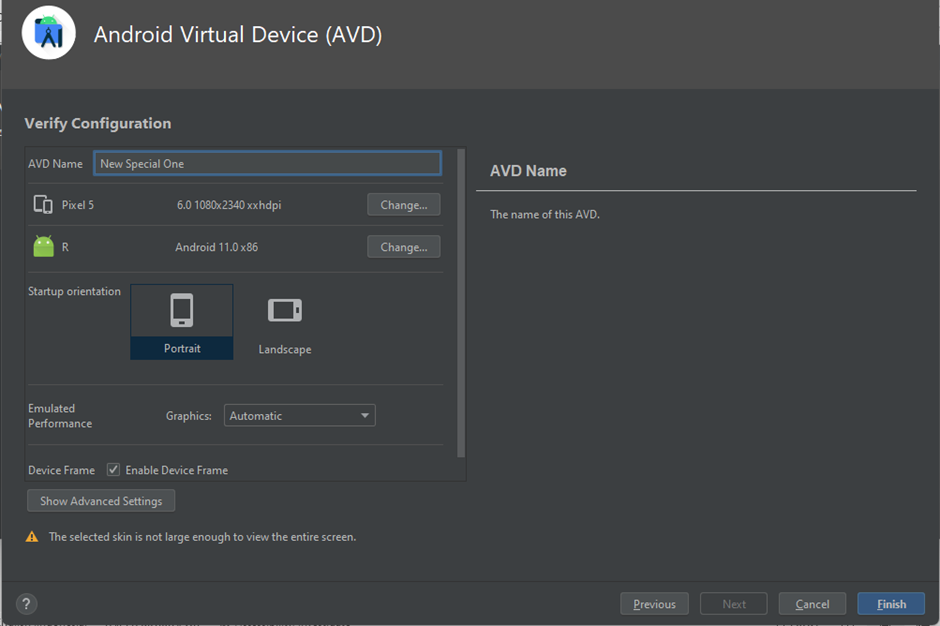 Android Virtual Device (AVD)
Verify Configuration
AVD Name New Special One
Pixel 5 6.0 1080x2340 xxhdpi Change...
R Android 11.0 x86 Change...
Startup orientation
Portrait
Landscape
Emulated
Performance
Graphics: Automatic
Device Frame Enable Device Frame
Show Advanced Settings
The selected skin is not large enough to view the entire screen.
AVD Name
The name of this AVD.
?
Previous Next Cancel Finish